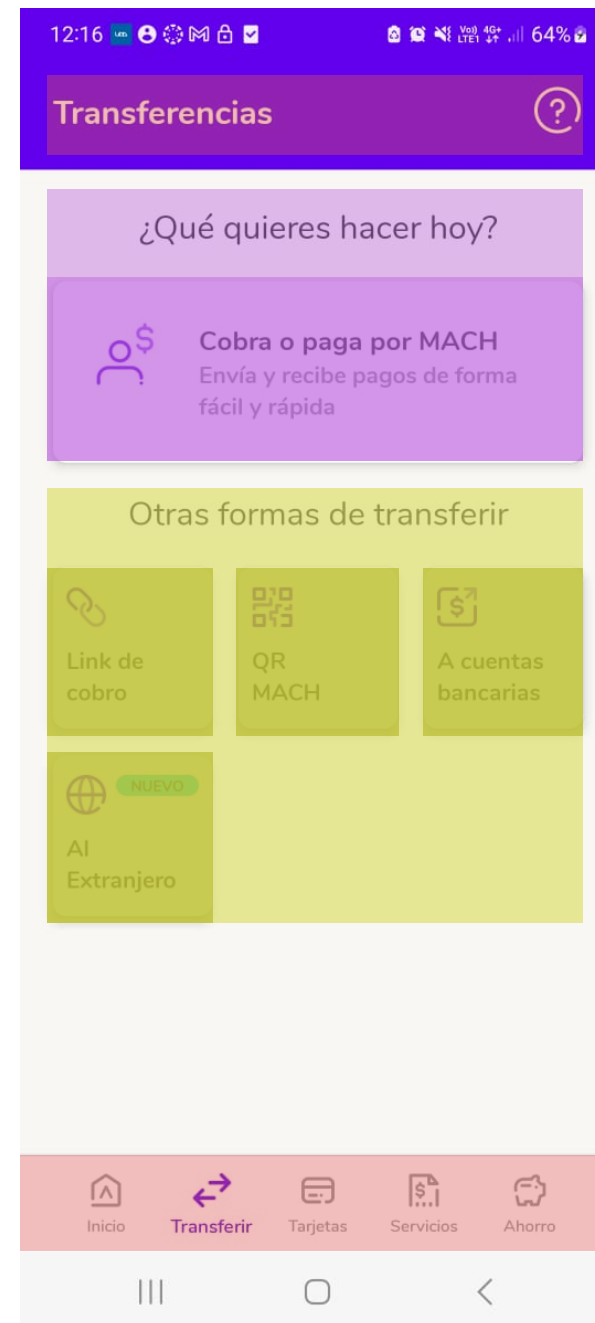 12:16
64%
Transferencias
¿Qué quieres hacer hoy?
Cobra o paga por MACH
Envía y recibe pagos de forma
fácil y rápida
Otras formas de transferir
Link de
cobro
QR
MACH
A cuentas
bancarias
NUEVO
Al
Extranjero
Inicio
Transferir
Tarjetas
Servicios
Ahorro